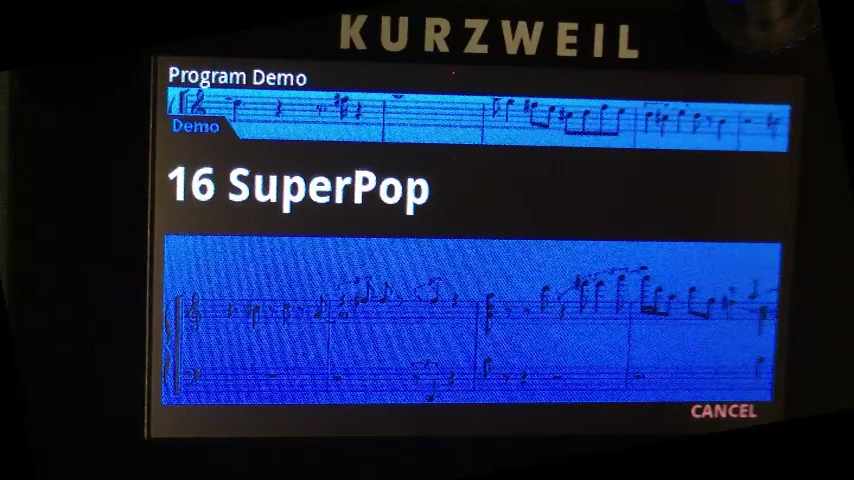 KURZWEIL
Program Demo
Demo
16 SuperPop
CANCEL